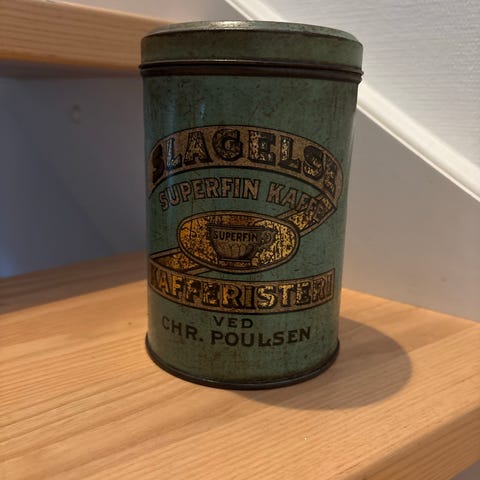 SLAGELSE
SUPERFIN KAFFE
SUPERFIN
KAFFERISTERI
VED
CHR. POULSEN